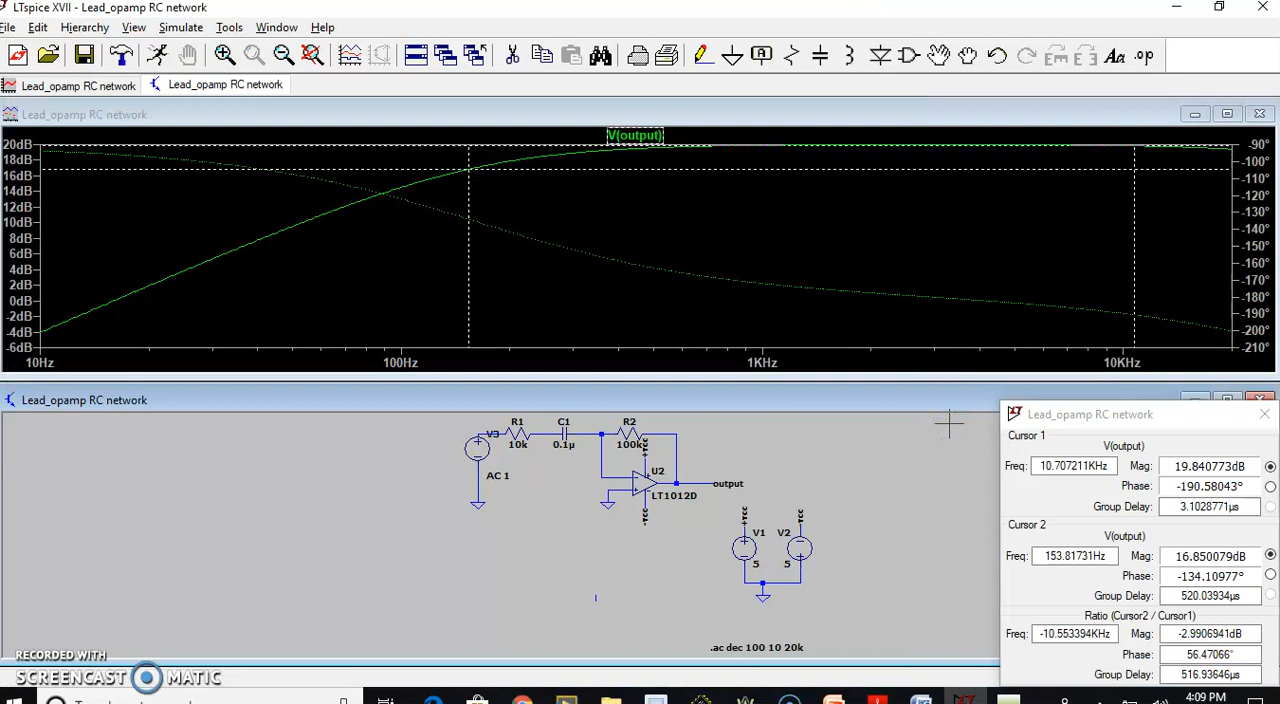 LTspice XVII - Lead_opamp RC network
File Edit Hierarchy View Simulate Tools Window Help
Lead_opamp RC network Lead_opamp RC network
Lead_opamp RC network
V(output)
20dB -90°
18dB -100°
16dB -110°
14dB -120°
12dB -130°
10dB -140°
8dB -150°
6dB -160°
4dB -170°
2dB -180°
0dB -190°
-2dB -200°
-4dB -210°
-6dB
10Hz 100Hz 1KHz 10KHz
Lead_opamp RC network
V3
AC 1
R1
10k
C1
0.1µ
R2
100k
+vcc
U2
LT1012D
-vcc
output
+vcc
V1
5
-vcc
V2
5
.ac dec 100 10 20k
Lead_opamp RC network
Cursor 1
V(output)
Freq: 10.707211KHz Mag: 19.840773dB
Phase: -190.58043°
Group Delay: 3.1028771µs
Cursor 2
V(output)
Freq: 153.81731Hz Mag: 16.850079dB
Phase: -134.10977°
Group Delay: 520.03934µs
Ratio (Cursor2 / Cursor1)
Freq: -10.553394KHz Mag: -2.9906941dB
Phase: 56.47066°
Group Delay: 516.93646µs
RECORDED WITH
SCREENCAST MATIC
4:09 PM